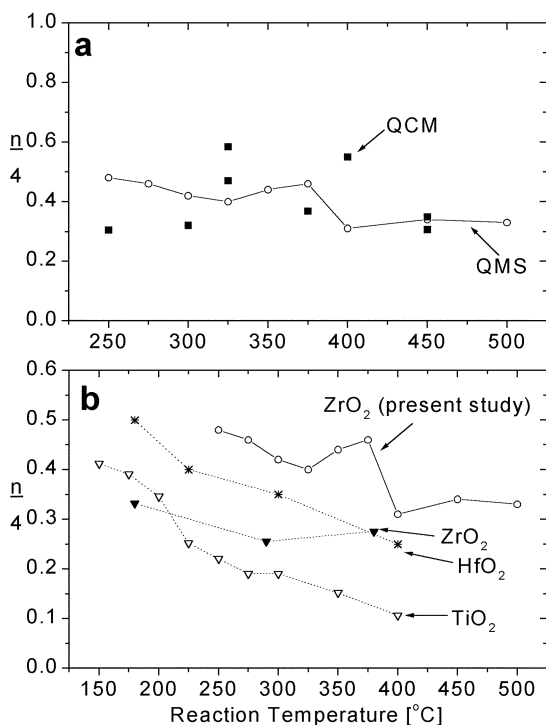 1.0
a
0.8
QCM
n
4
0.6
0.4
0.2
QMS
0.0
250 300 350 400 450 500
0.6
b
ZrO2 (present study)
0.5
0.4
n
4
0.3
ZrO2
HfO2
0.2
0.1
TiO2
0.0
150 200 250 300 350 400 450 500
Reaction Temperature [°C]